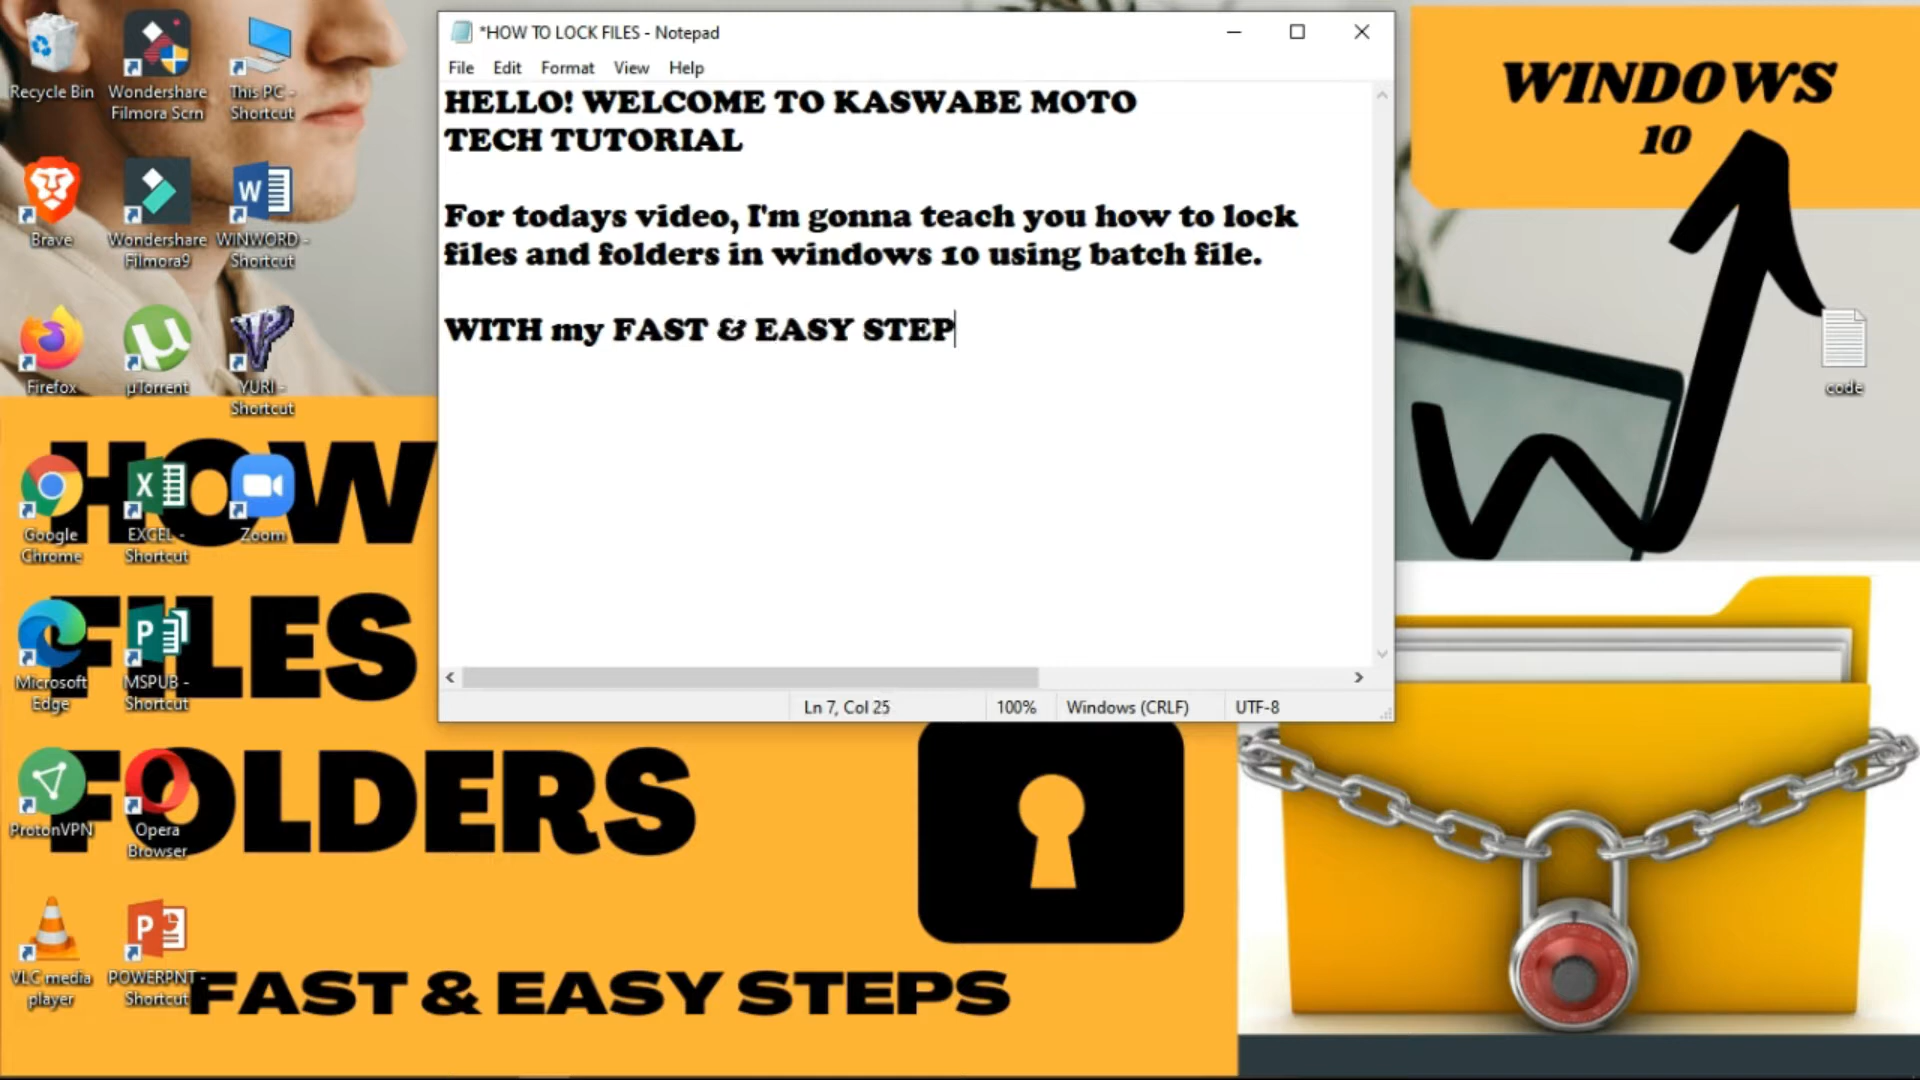 *HOW TO LOCK FILES - Notepad
File Edit Format View Help
HELLO! WELCOME TO KASWABE MOTO
TECH TUTORIAL
For todays video, I'm gonna teach you how to lock
files and folders in windows 10 using batch file.
WITH my FAST & EASY STEP
Ln 7, Col 25 100% Windows (CRLF) UTF-8
Recycle Bin
Wondershare
Filmora Scrn
This PC -
Shortcut
Brave
Wondershare
Filmora9
WINWORD -
Shortcut
Firefox
µTorrent
YURI -
Shortcut
Google
Chrome
EXCEL -
Shortcut
Zoom
Microsoft
Edge
MSPUB -
Shortcut
ProtonVPN
Opera
Browser
VLC media
player
POWERPNT -
Shortcut
code
WINDOWS
10
HOW
FILES
FOLDERS
FAST & EASY STEPS